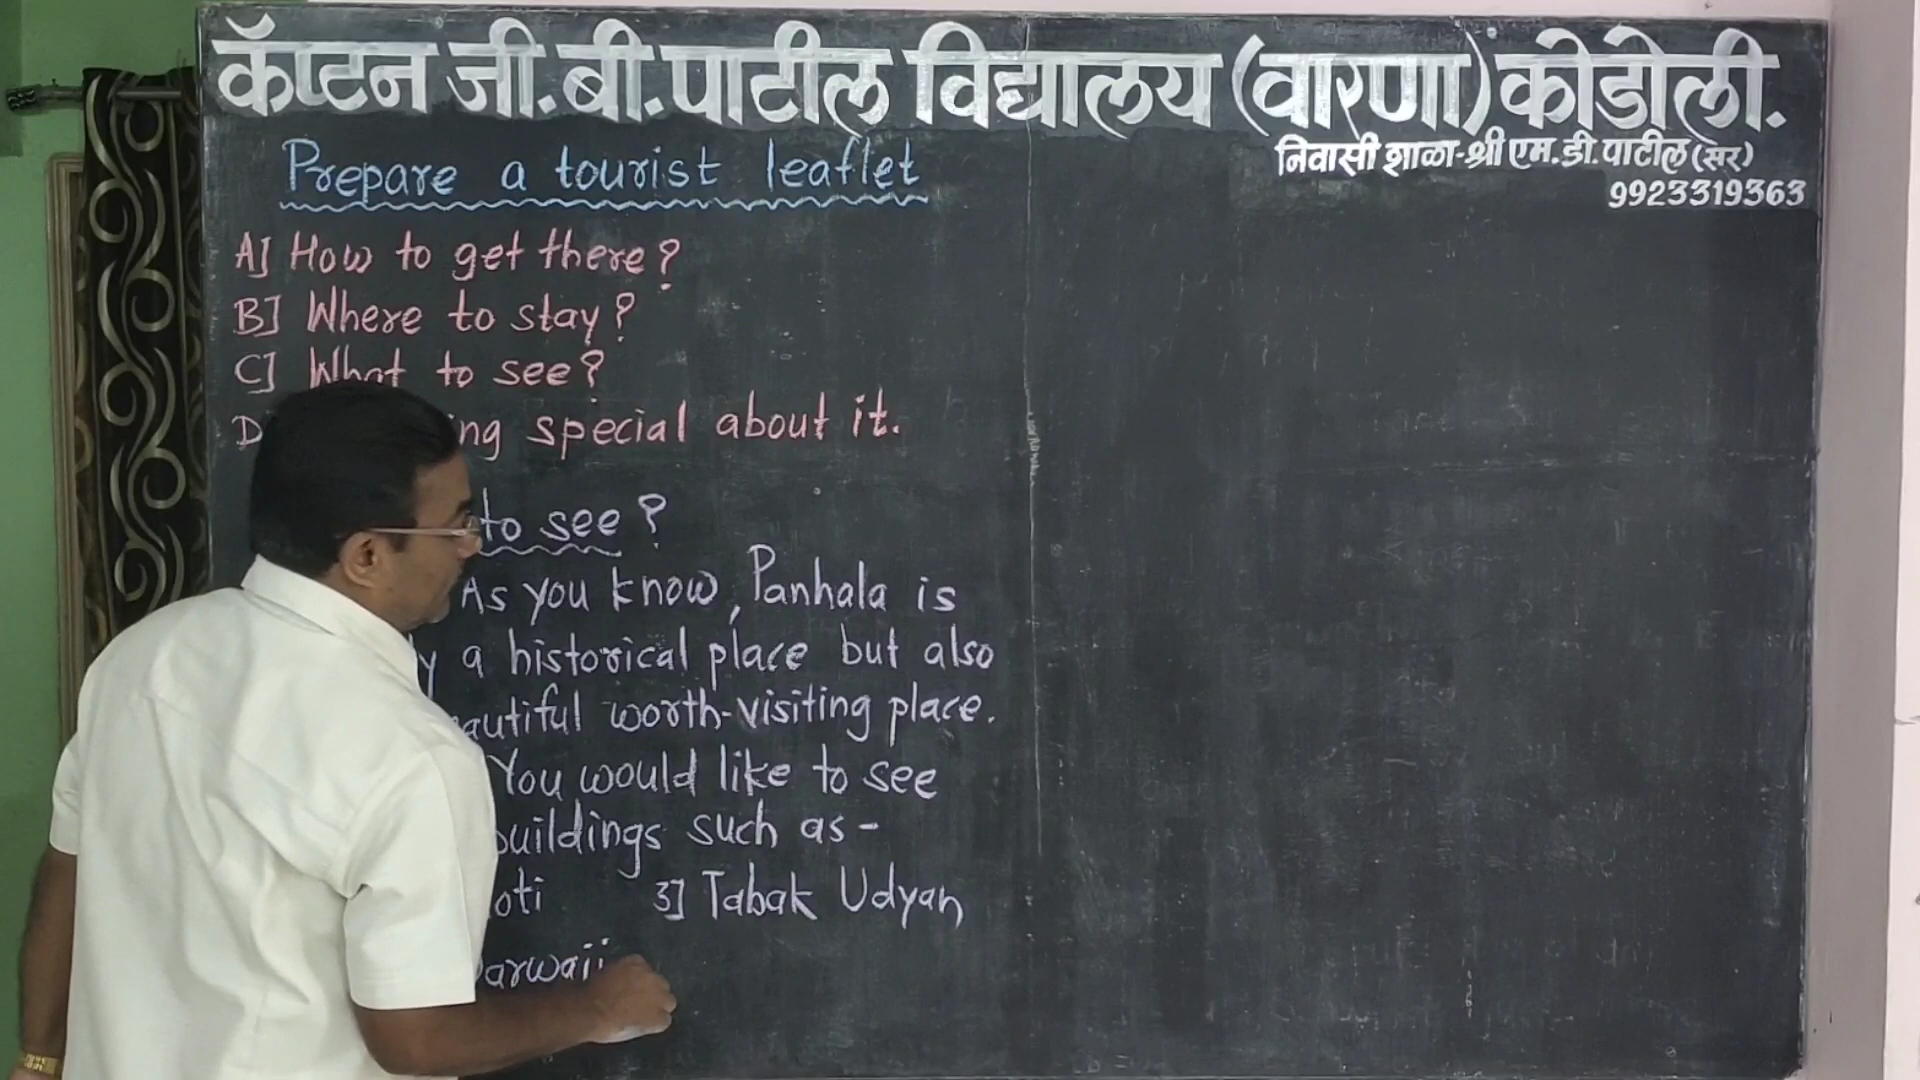 कॅप्टन जी.बी.पाटील विद्यालय (वारणा) कोडोली.
निवासी शाळा-श्री एम.डी.पाटील (सर)
9923319363
Prepare a tourist leaflet
A] How to get there?
B] Where to stay?
C] What to see?
D special about it.
to see?
As you know, Panhala is
a historical place but also
worth-visiting place.
You would like to see
buildings such as-
3] Tabak Udyan